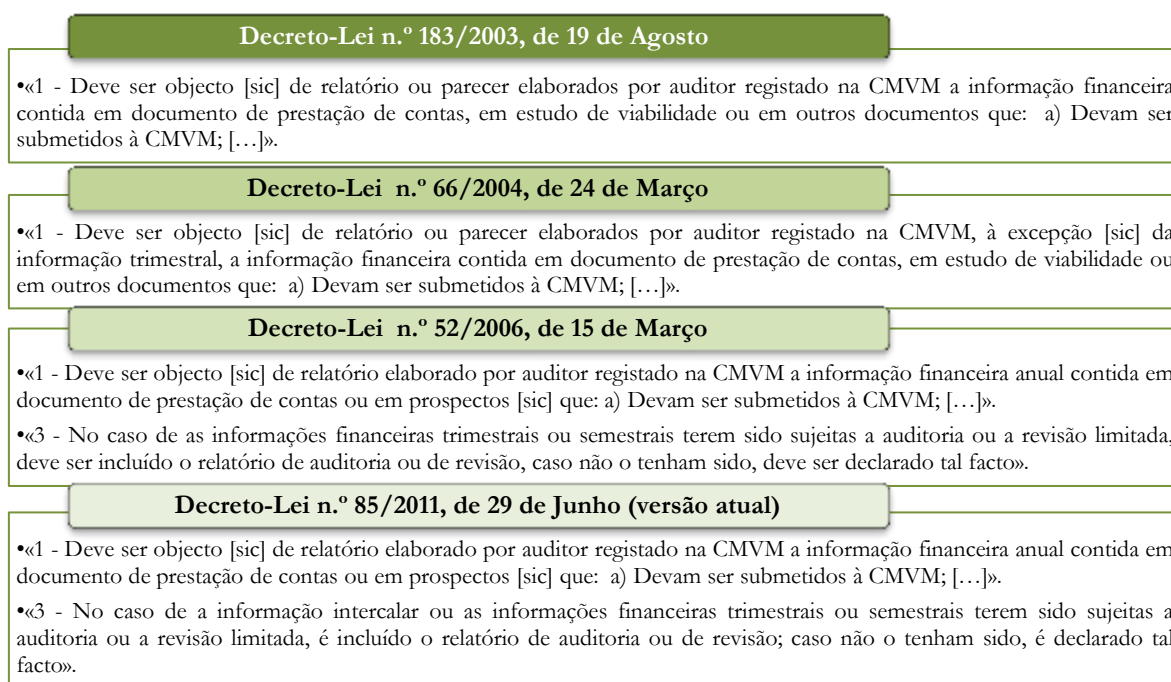 Decreto-Lei n.º 183/2003, de 19 de Agosto
•«1 - Deve ser objecto [sic] de relatório ou parecer elaborados por auditor registado na CMVM a informação financeira
contida em documento de prestação de contas, em estudo de viabilidade ou em outros documentos que: a) Devam ser
submetidos à CMVM; […]».
Decreto-Lei n.º 66/2004, de 24 de Março
•«1 - Deve ser objecto [sic] de relatório ou parecer elaborados por auditor registado na CMVM, à excepção [sic] da
informação trimestral, a informação financeira contida em documento de prestação de contas, em estudo de viabilidade ou
em outros documentos que: a) Devam ser submetidos à CMVM; […]».
Decreto-Lei n.º 52/2006, de 15 de Março
•«1 - Deve ser objecto [sic] de relatório elaborado por auditor registado na CMVM a informação financeira anual contida em
documento de prestação de contas ou em prospectos [sic] que: a) Devam ser submetidos à CMVM; […]».
•«3 - No caso de as informações financeiras trimestrais ou semestrais terem sido sujeitas a auditoria ou a revisão limitada,
deve ser incluído o relatório de auditoria ou de revisão, caso não o tenham sido, deve ser declarado tal facto».
Decreto-Lei n.º 85/2011, de 29 de Junho (versão atual)
•«1 - Deve ser objecto [sic] de relatório elaborado por auditor registado na CMVM a informação financeira anual contida em
documento de prestação de contas ou em prospectos [sic] que: a) Devam ser submetidos à CMVM; […]».
•«3 - No caso de a informação intercalar ou as informações financeiras trimestrais ou semestrais terem sido sujeitas a
auditoria ou a revisão limitada, é incluído o relatório de auditoria ou de revisão; caso não o tenham sido, é declarado tal
facto».